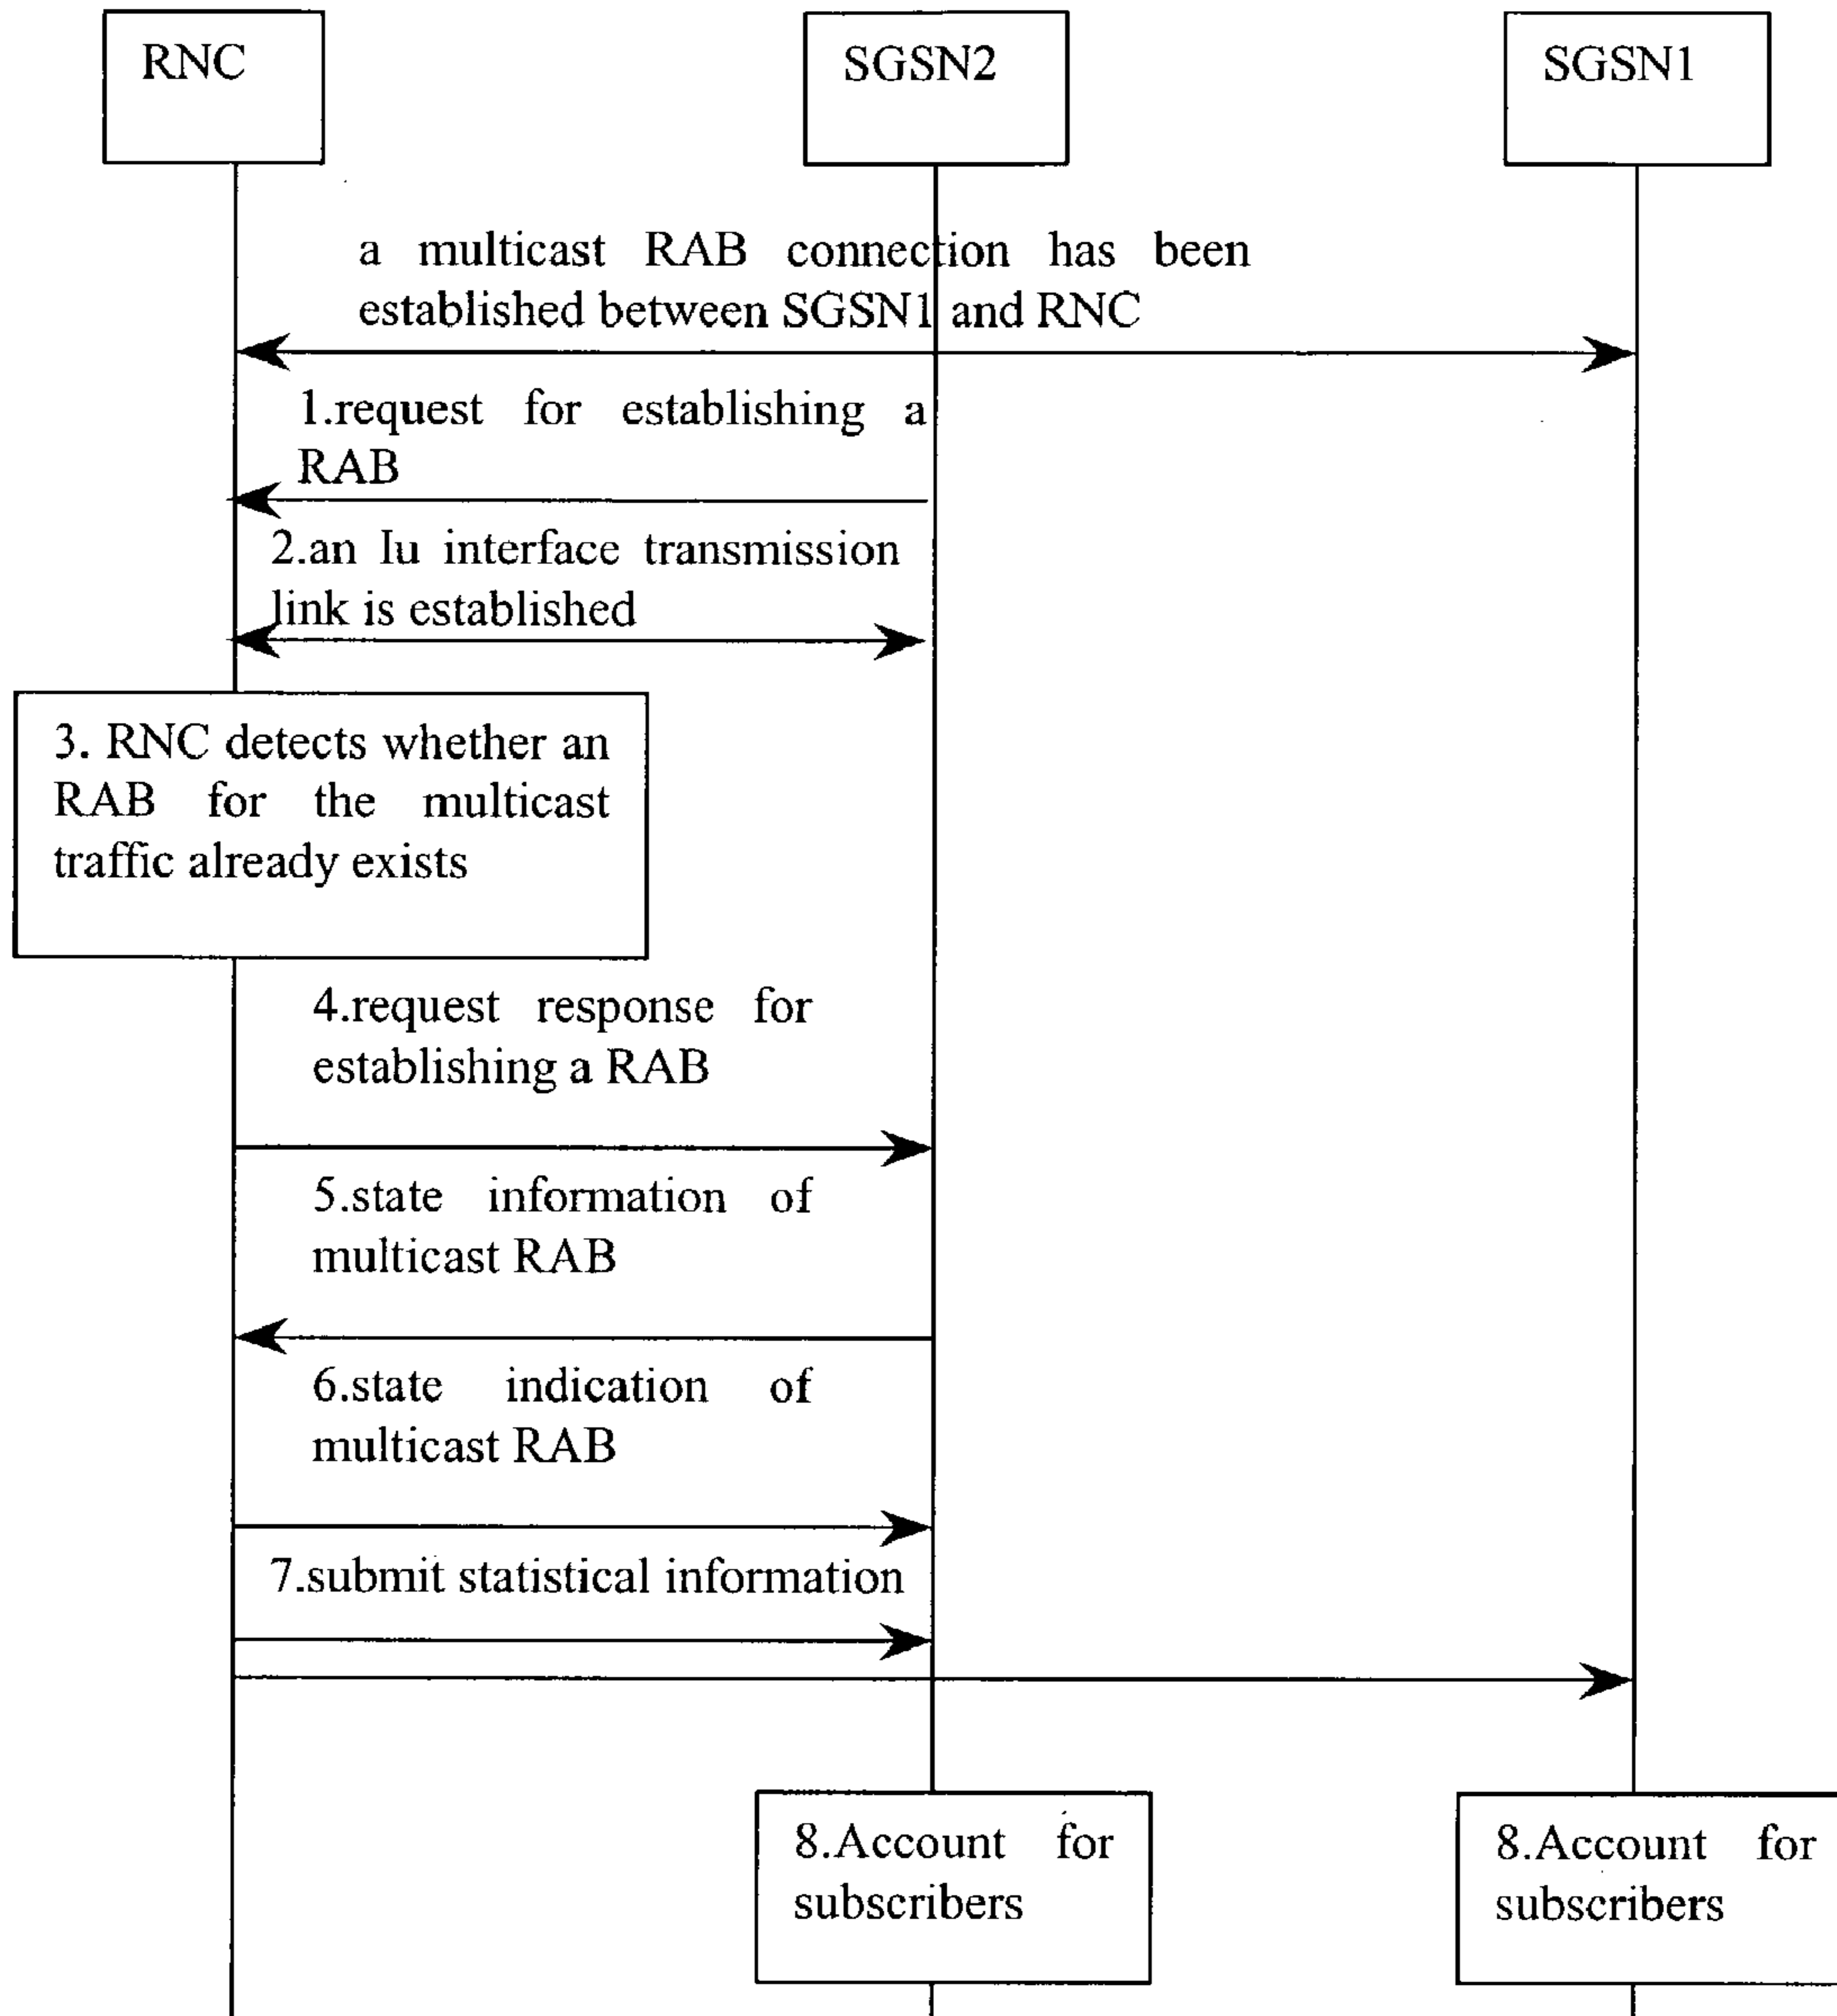 RNC
SGSN2
SGSN1
a multicast RAB connection has been
established between SGSN1 and RNC
1.request for establishing a
RAB
2.an Iu interface transmission
link is established
3. RNC detects whether an
RAB for the multicast
traffic already exists
4.request response for
establishing a RAB
5.state information of
multicast RAB
6.state indication of
multicast RAB
7.submit statistical information
8.Account for
subscribers
8.Account for
subscribers